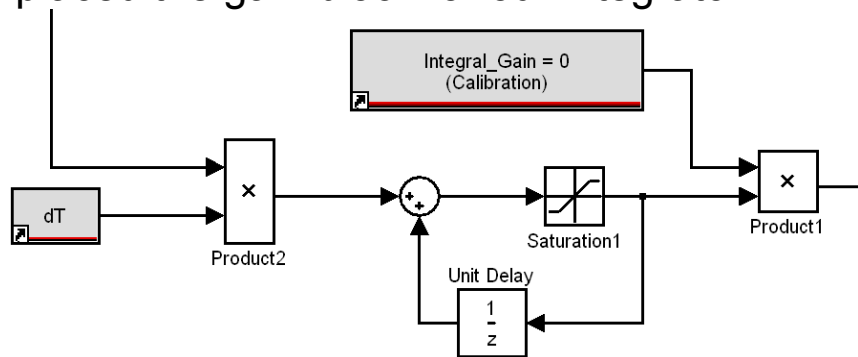 Integral_Gain = 0
(Calibration)
dT
×
Product2
+
+
Saturation1
×
Product1
Unit Delay
1
z